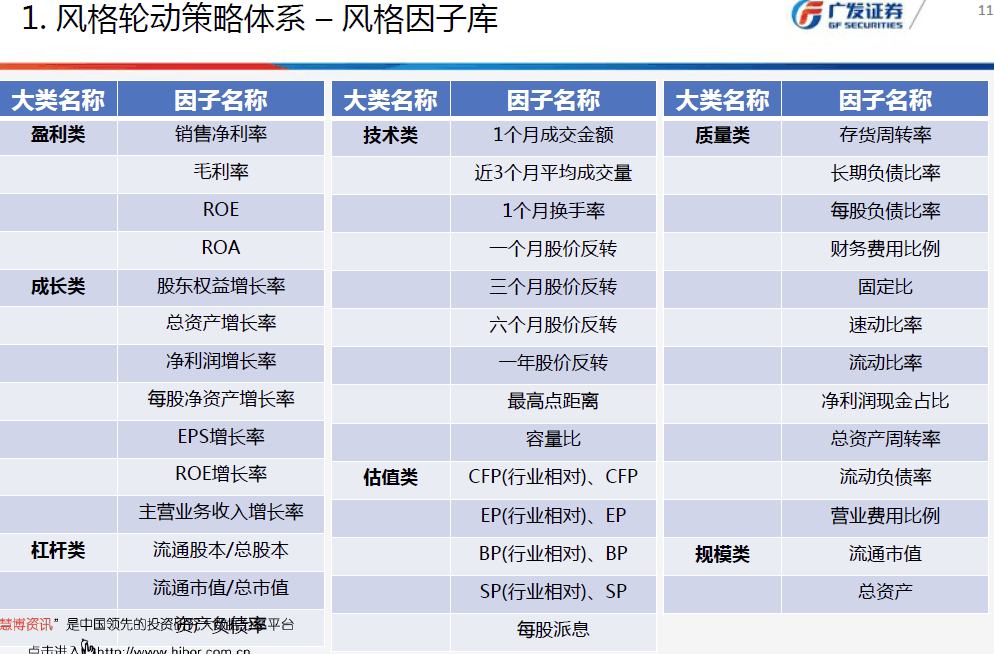 1. 风格轮动策略体系 – 风格因子库
广发证券
GF SECURITIES
11
大类名称 因子名称
盈利类 销售净利率
毛利率
ROE
ROA
成长类 股东权益增长率
总资产增长率
净利润增长率
每股净资产增长率
EPS增长率
ROE增长率
主营业务收入增长率
杠杆类 流通股本/总股本
流通市值/总市值
资产负债率
大类名称 因子名称
技术类 1个月成交金额
近3个月平均成交量
1个月换手率
一个月股价反转
三个月股价反转
六个月股价反转
一年股价反转
最高点距离
容量比
估值类 CFP(行业相对)、CFP
EP(行业相对)、EP
BP(行业相对)、BP
SP(行业相对)、SP
每股派息
大类名称 因子名称
质量类 存货周转率
长期负债比率
每股负债比率
财务费用比例
固定比
速动比率
流动比率
净利润现金占比
总资产周转率
流动负债率
营业费用比例
规模类 流通市值
总资产
慧博资讯”是中国领先的投资研究大数据分享平台
点击进入http://www.hibor.com.cn